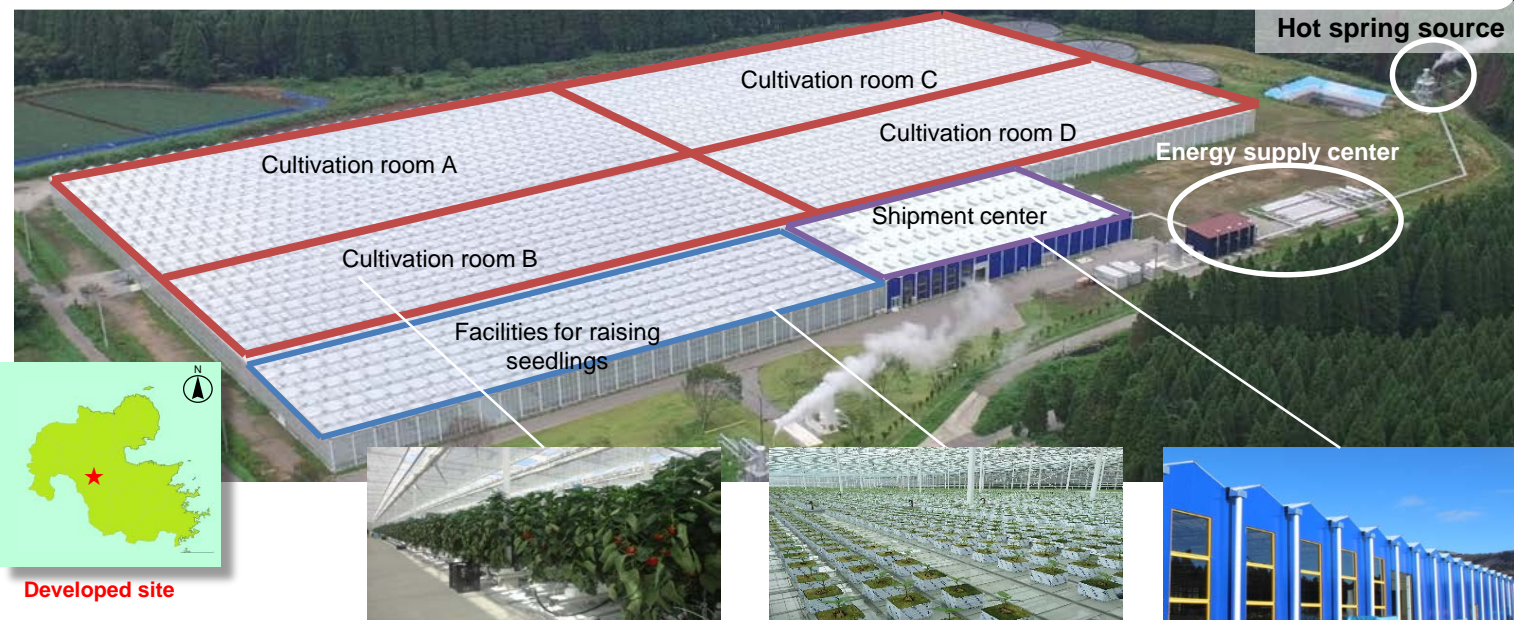 Hot spring source
Cultivation room C
Cultivation room D
Cultivation room A
Energy supply center
Shipment center
Cultivation room B
Facilities for raising
seedlings
N
Developed site